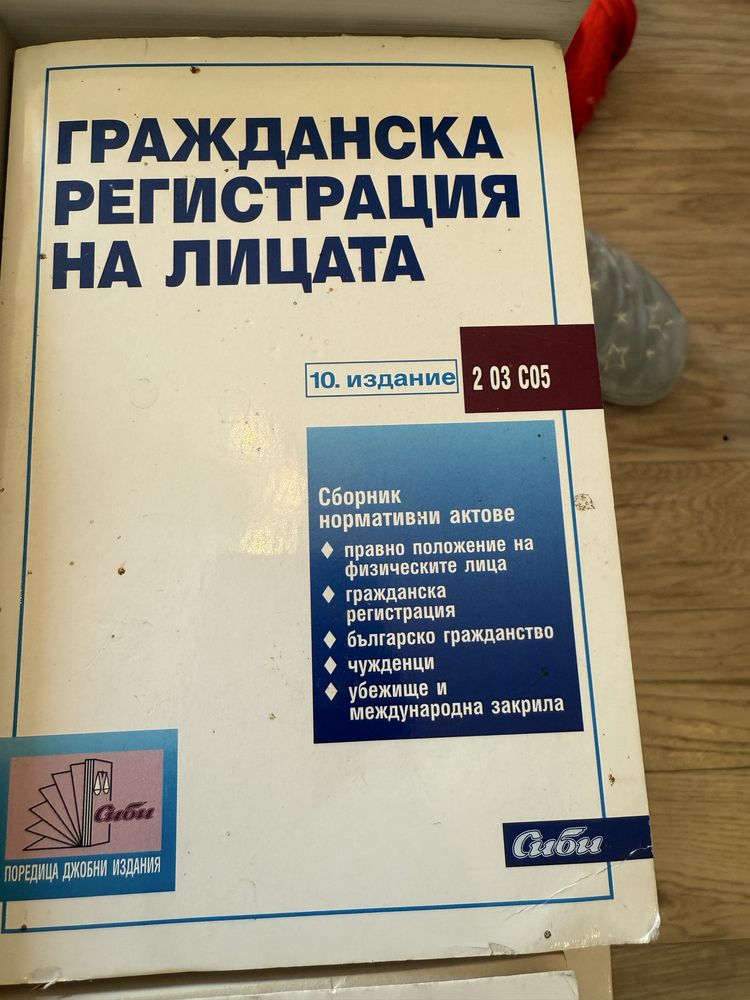 ГРАЖДАНСКА
РЕГИСТРАЦИЯ
НА ЛИЦАТА
10. издание
2 03 С05
Сборник
нормативни актове
♦ правно положение на
физическите лица
♦ гражданска
регистрация
♦ българско гражданство
♦ чужденци
♦ убежище и
международна закрила
Сиби
ПОРЕДИЦА ДЖОБНИ ИЗДАНИЯ
Сиби